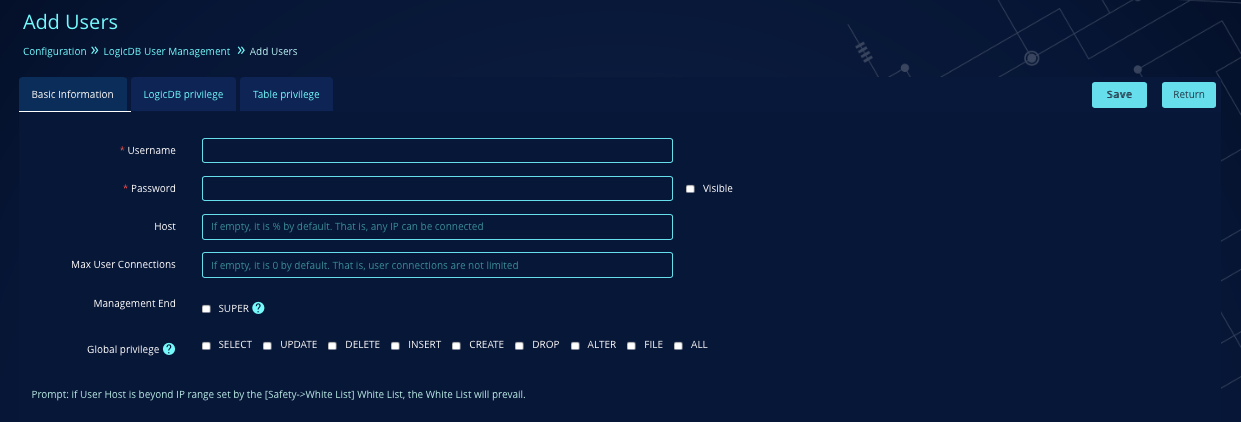 Add Users
Configuration » LogicDB User Management » Add Users
Basic Information LogicDB privilege Table privilege Save Return
* Username
* Password Visible
Host If empty, it is % by default. That is, any IP can be connected
Max User Connections If empty, it is 0 by default. That is, user connections are not limited
Management End SUPER ?
Global privilege ? SELECT UPDATE DELETE INSERT CREATE DROP ALTER FILE ALL
Prompt: if User Host is beyond IP range set by the [Safety->White List] White List, the White List will prevail.